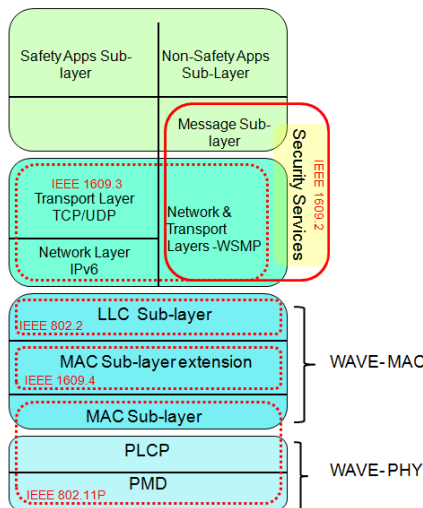 Safety Apps Sub-
layer
Non-Safety Apps
Sub-Layer
Message Sub-
layer
Security Services
IEEE 1609.2
IEEE 1609.3
Transport Layer
TCP/UDP
Network &
Transport
Layers -WSMP
Network Layer
IPv6
LLC Sub-layer
IEEE 802.2
MAC Sub-layer extension
IEEE 1609.4
WAVE-MAC
MAC Sub-layer
PLCP
PMD
IEEE 802.11P
WAVE-PHY